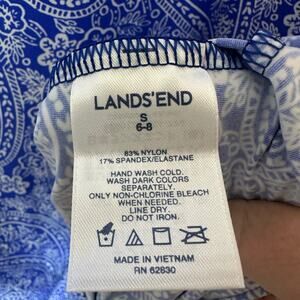 LANDS'END
S
6-8
83% NYLON
17% SPANDEX/ELASTANE
HAND WASH COLD.
WASH DARK COLORS
SEPARATELY.
ONLY NON-CHLORINE BLEACH
WHEN NEEDED.
LINE DRY.
DO NOT IRON.
MADE IN VIETNAM
RN 62830